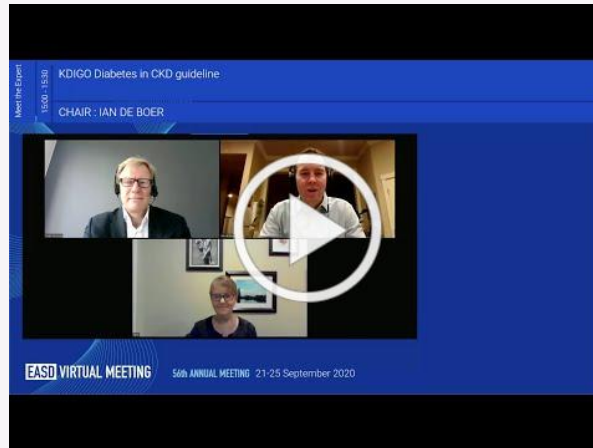 Meet the Expert
15:00 - 15:30
KDIGO Diabetes in CKD guideline
CHAIR : IAN DE BOER
EASD VIRTUAL MEETING
56th ANNUAL MEETING 21-25 September 2020